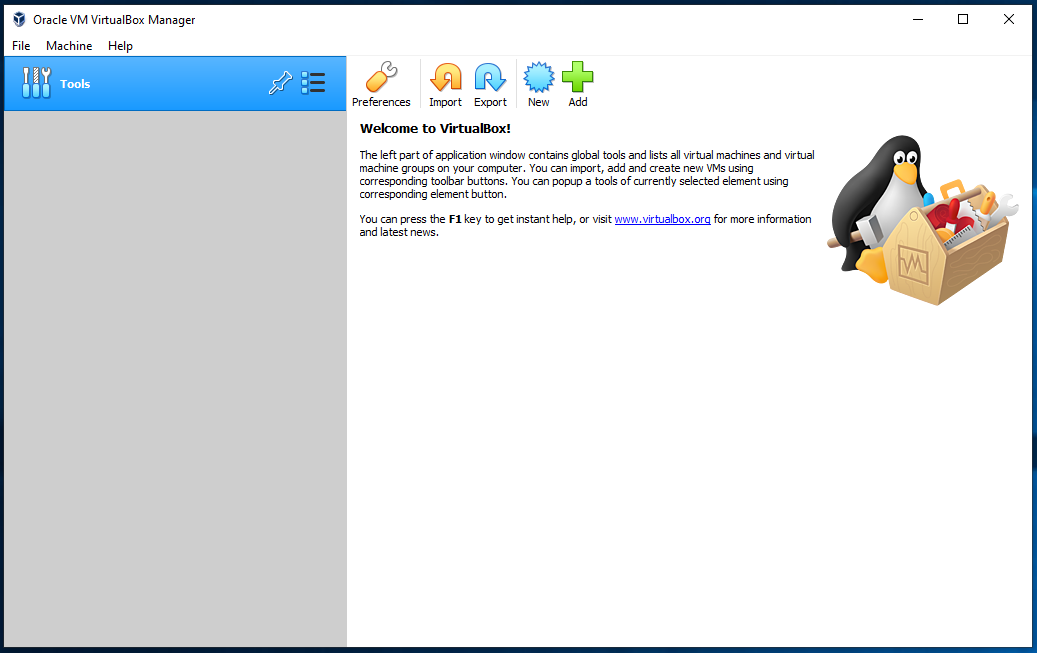 Oracle VM VirtualBox Manager
File Machine Help
Tools
Preferences Import Export New Add
Welcome to VirtualBox!
The left part of application window contains global tools and lists all virtual machines and virtual
machine groups on your computer. You can import, add and create new VMs using
corresponding toolbar buttons. You can popup a tools of currently selected element using
corresponding element button.
You can press the F1 key to get instant help, or visit www.virtualbox.org for more information
and latest news.